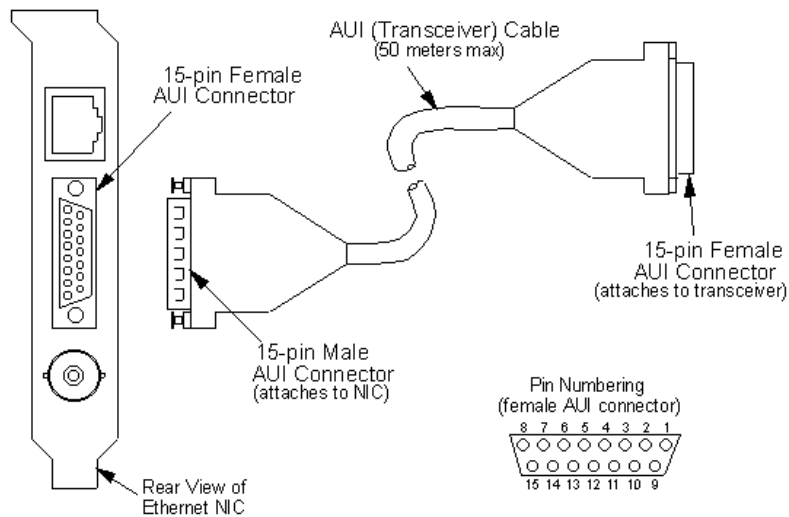 AUI (Transceiver) Cable
(50 meters max)
15-pin Female
AUI Connector
15-pin Female
AUI Connector
(attaches to transceiver)
15-pin Male
AUI Connector
(attaches to NIC)
Pin Numbering
(female AUI connector)
8 7 6 5 4 3 2 1
15 14 13 12 11 10 9
Rear View of
Ethernet NIC